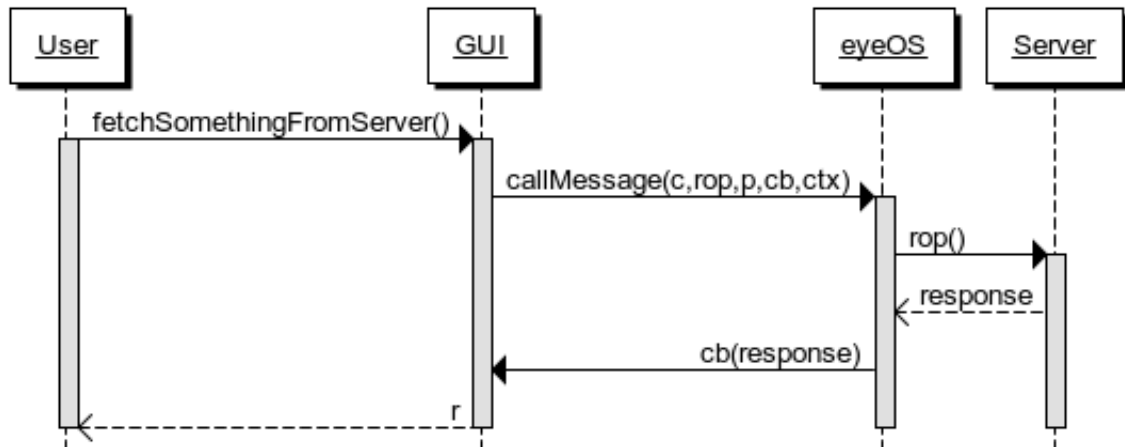 User
GUI
eyeOS
Server
fetchSomethingFromServer()
callMessage(c,rop,p,cb,ctx)
rop()
response
cb(response)
r